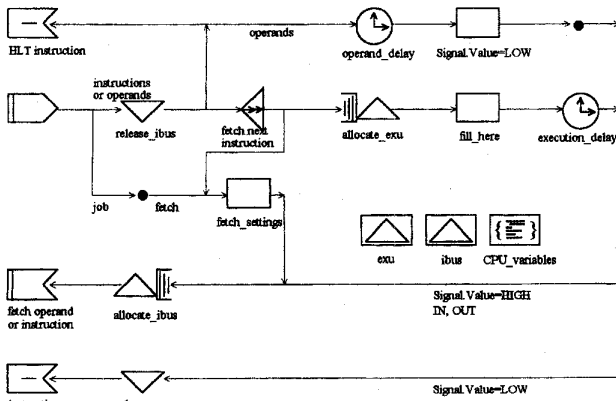 operands
HLT instruction
operand_delay
Signal.Value=LOW
instructions
or operands
release_ibus
fetch next
instruction
allocate_exu
fill_here
execution_delay
job
fetch
fetch_settings
exu
ibus
CPU_variables
fetch operand
or instruction
allocate_ibus
Signal.Value=HIGH
IN, OUT
Signal.Value=LOW